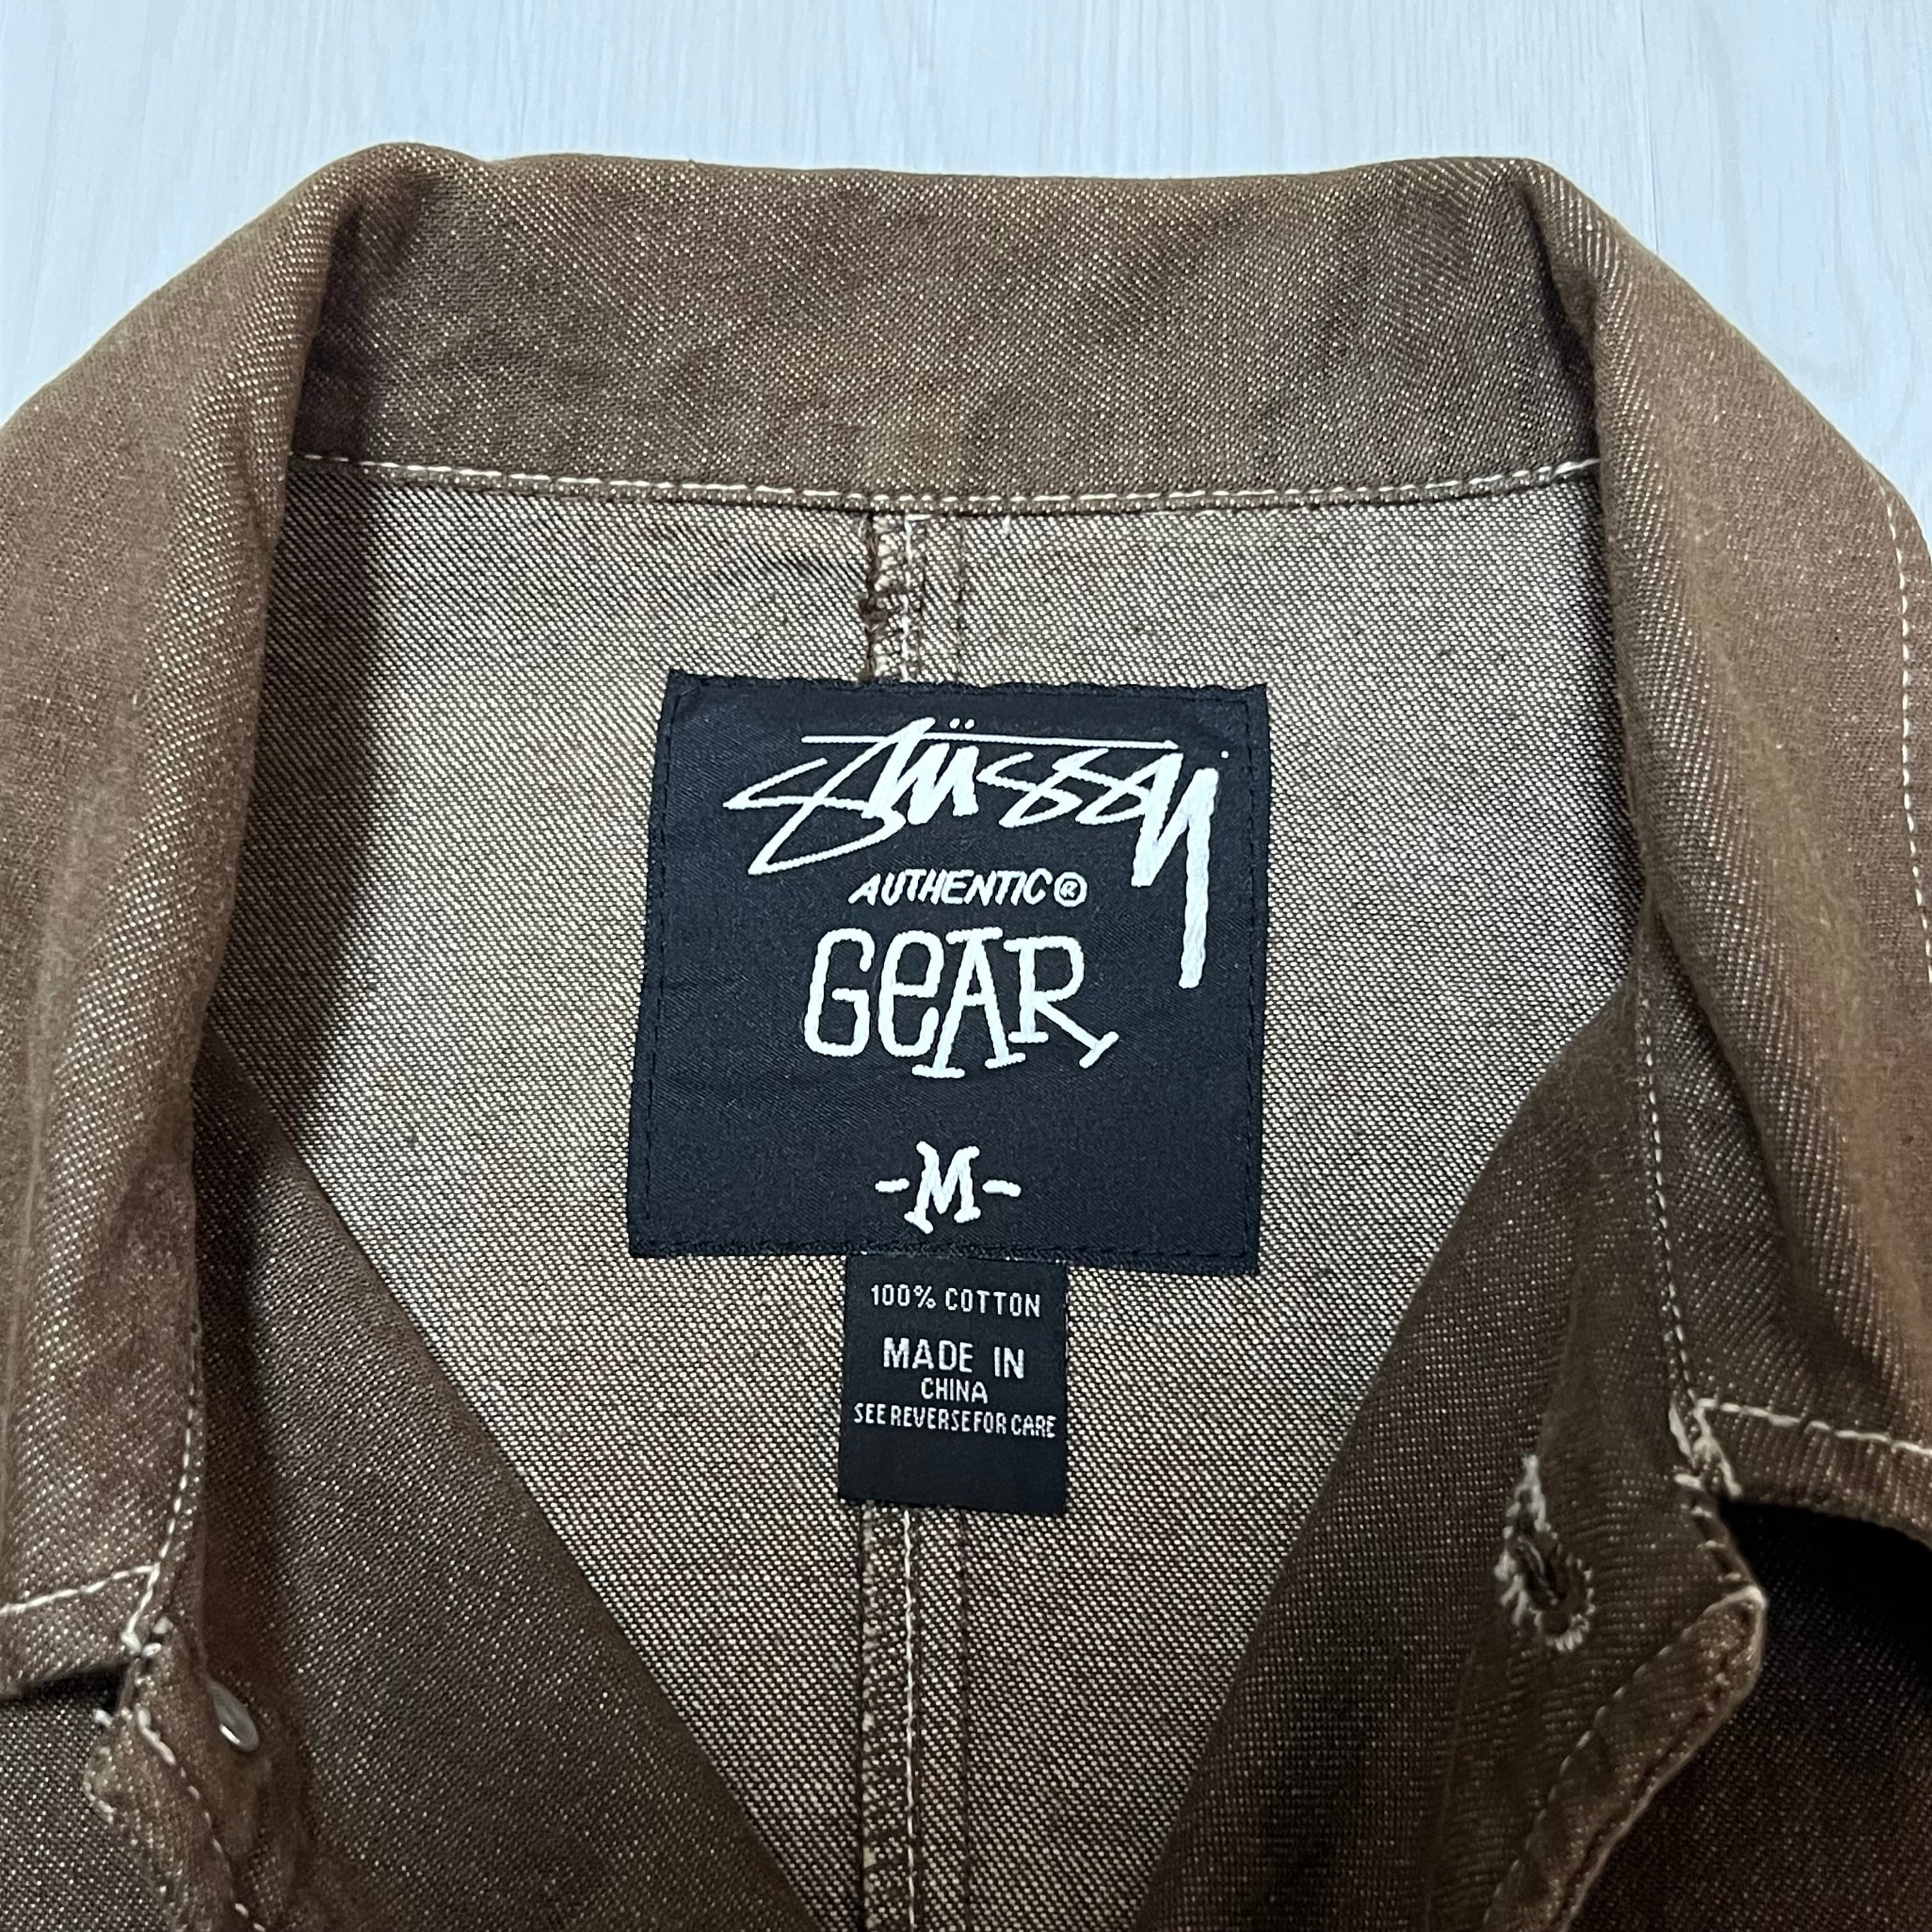 Stüssy
AUTHENTIC®
GeAR
-M-
100% COTTON
MADE IN
CHINA
SEE REVERSE FOR CARE